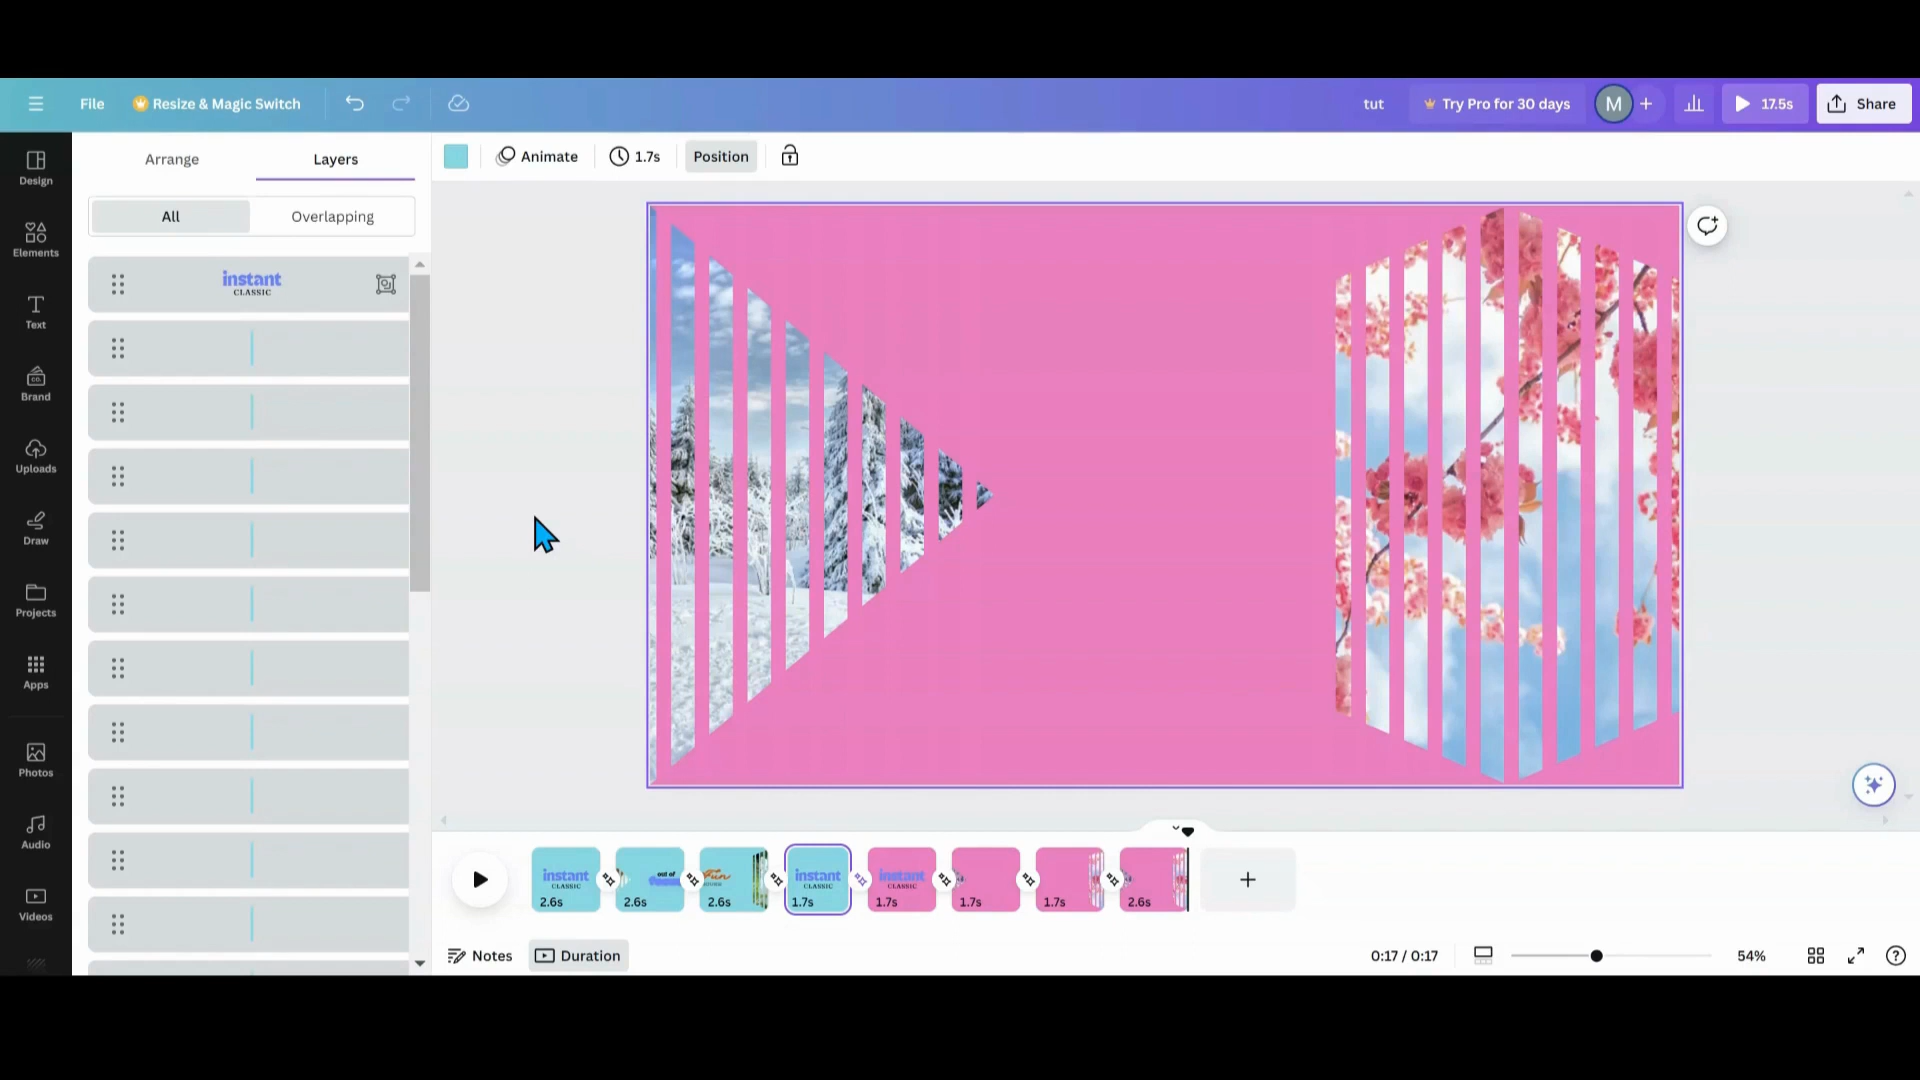 File
Resize & Magic Switch
tut
Try Pro for 30 days
M
17.5s
Share
Design
Elements
Text
Brand
Uploads
Draw
Projects
Apps
Photos
Audio
Videos
Arrange
Layers
All
Overlapping
instant
CLASSIC
Animate
1.7s
Position
instant
CLASSIC
2.6s
out of
2.6s
Fun
2.6s
instant
CLASSIC
1.7s
instant
CLASSIC
1.7s
1.7s
1.7s
2.6s
Notes
Duration
0:17 / 0:17
54%